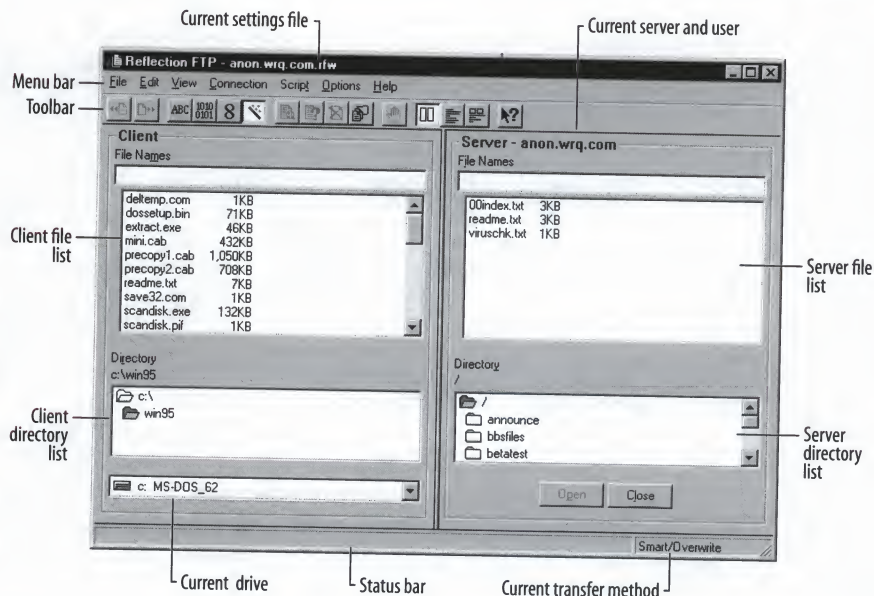 Current settings file
Current server and user
Reflection FTP - anon.wrq.com.rfw
Menu bar
File Edit View Connection Script Options Help
Toolbar
ABC 1010 0101 8
Client
File Names
Server - anon.wrq.com
File Names
Client file list
deltemp.com 1KB
dossetup.bin 71KB
extract.exe 46KB
mini.cab 432KB
precopy1.cab 1,050KB
precopy2.cab 708KB
readme.txt 7KB
save32.com 1KB
scandisk.exe 132KB
scandisk.pif 1KB
00index.txt 3KB
readme.txt 3KB
viruschk.txt 1KB
Server file list
Directory
c:\win95
Directory
/
Client directory list
c:\
win95
/
announce
bbsfiles
betatest
Server directory list
c: MS-DOS_62
Open Close
Smart/Overwrite
Current drive
Status bar
Current transfer method